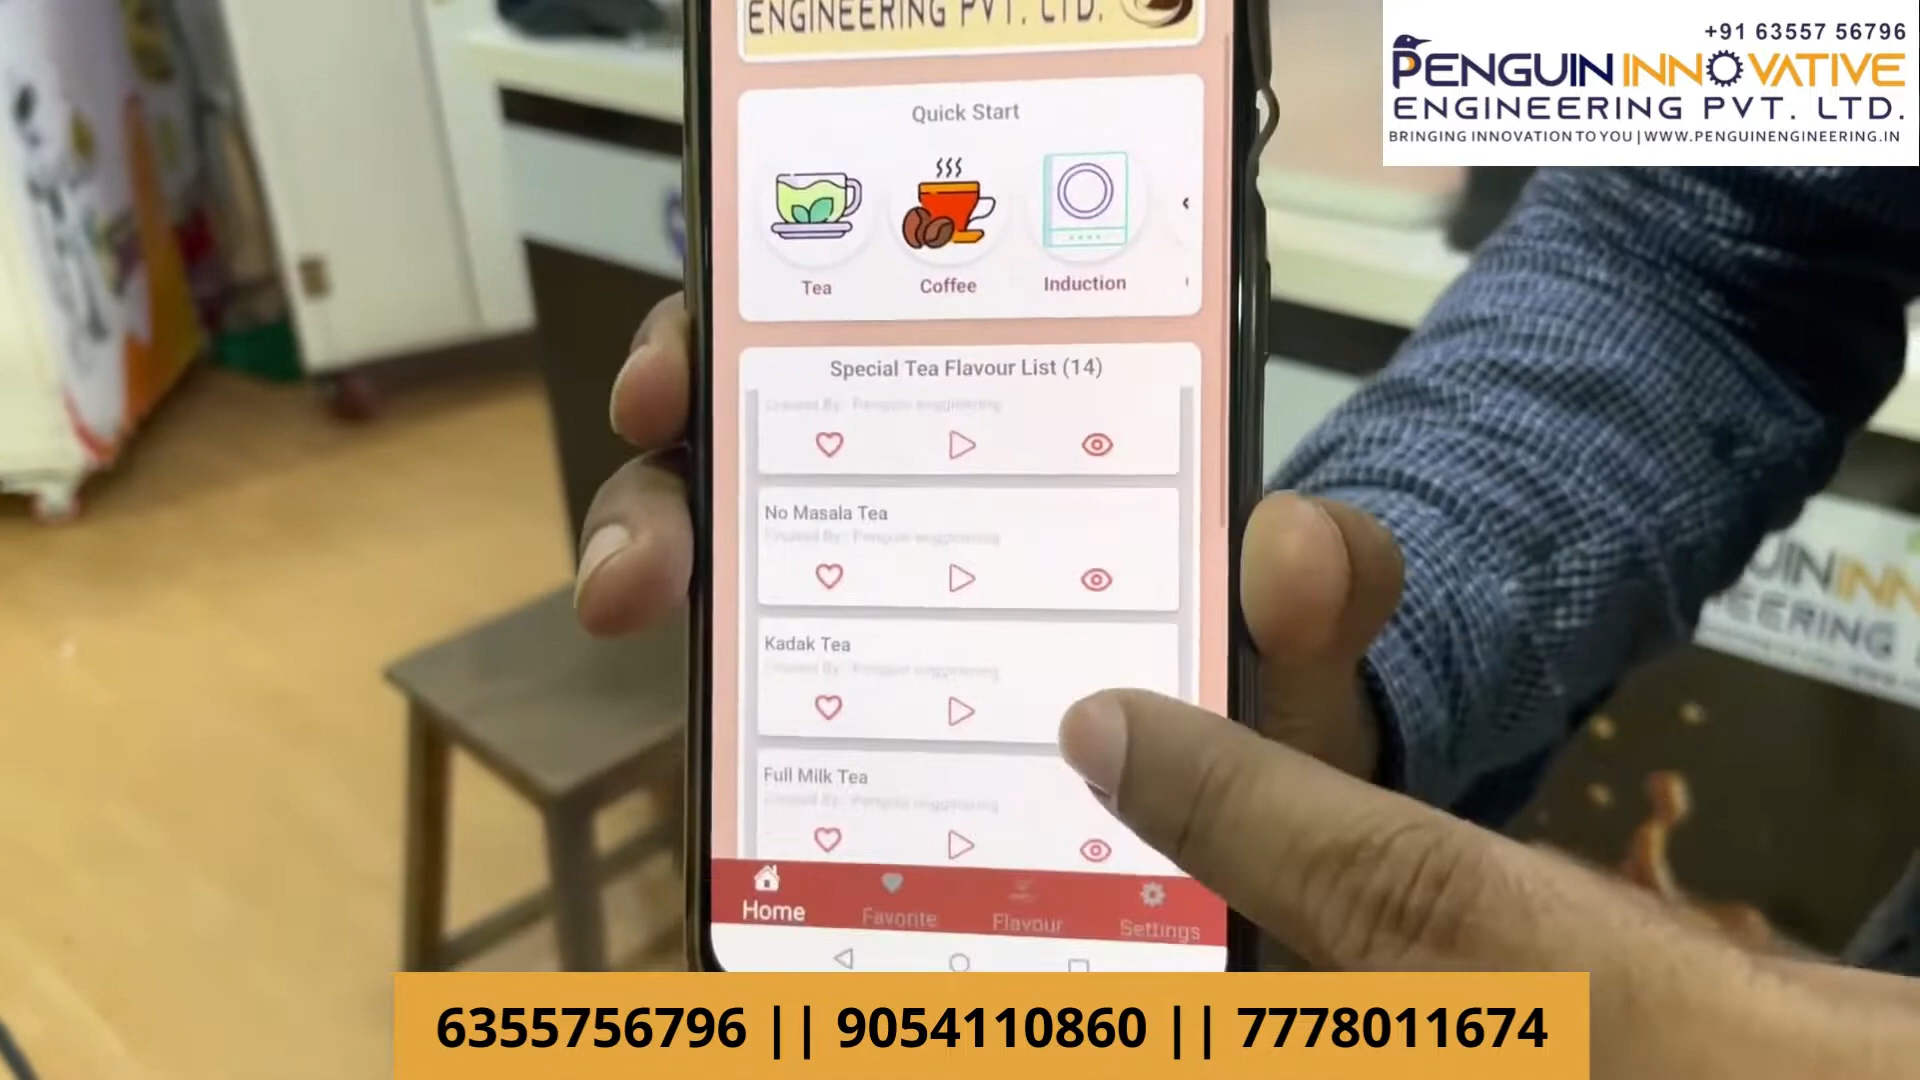 +91 63557 56796
PENGUIN INNOVATIVE
ENGINEERING PVT. LTD.
BRINGING INNOVATION TO YOU | WWW.PENGUINENGINEERING.IN
ENGINEERING PVT. LTD.
Quick Start
Tea
Coffee
Induction
Special Tea Flavour List (14)
No Masala Tea
Kadak Tea
Full Milk Tea
Home
Favorite
Flavour
Settings
6355756796 || 9054110860 || 7778011674